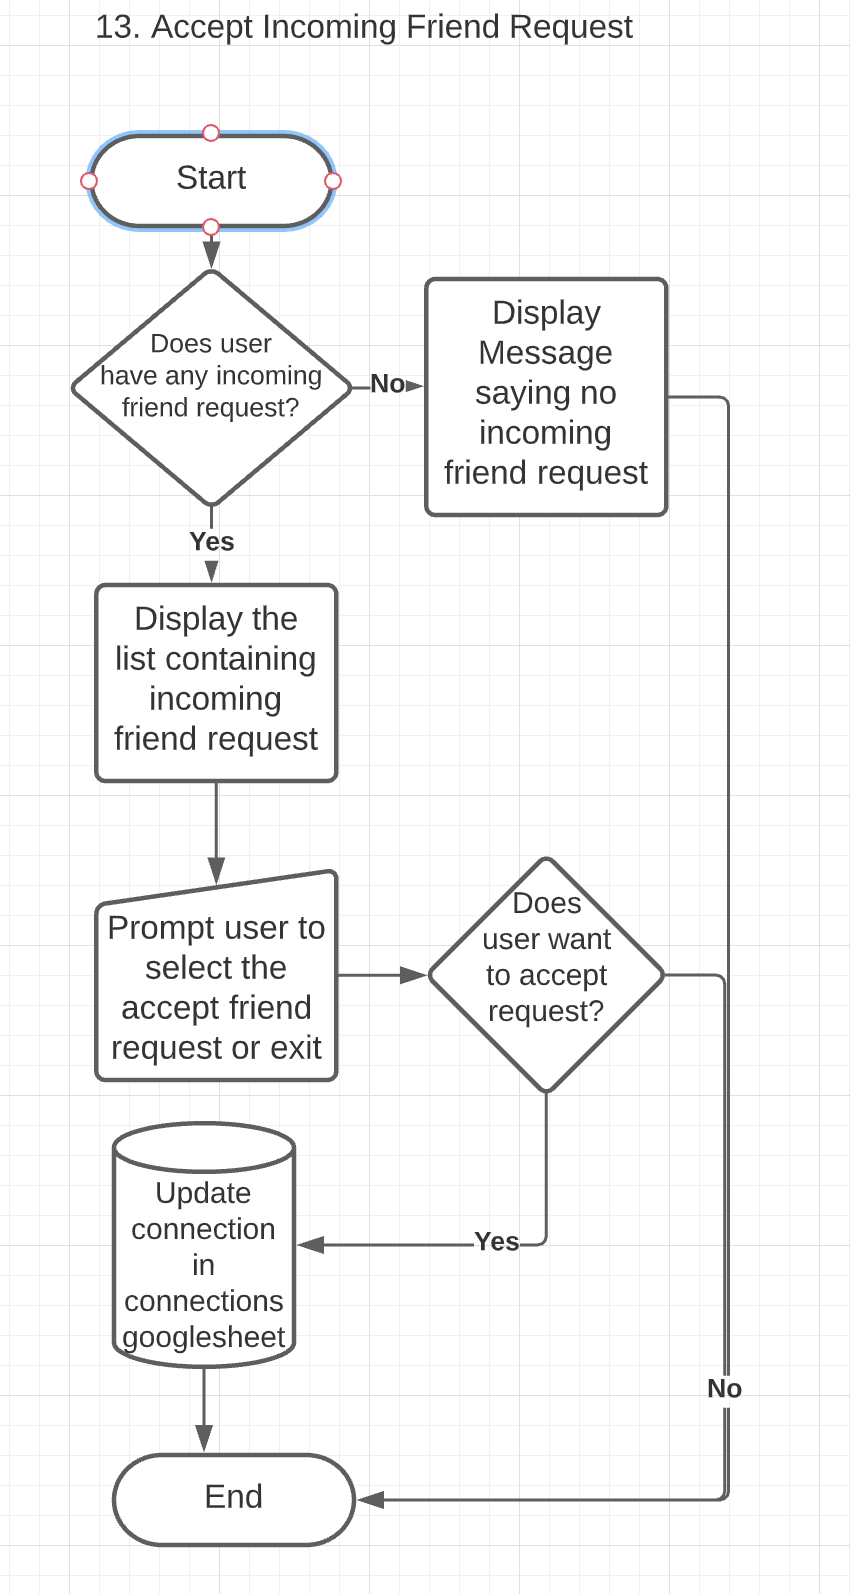 13. Accept Incoming Friend Request
Start
Does user
have any incoming
friend request?
No
Display
Message
saying no
incoming
friend request
Yes
Display the
list containing
incoming
friend request
Prompt user to
select the
accept friend
request or exit
Does
user want
to accept
request?
Yes
Update
connection
in
connections
googlesheet
No
End